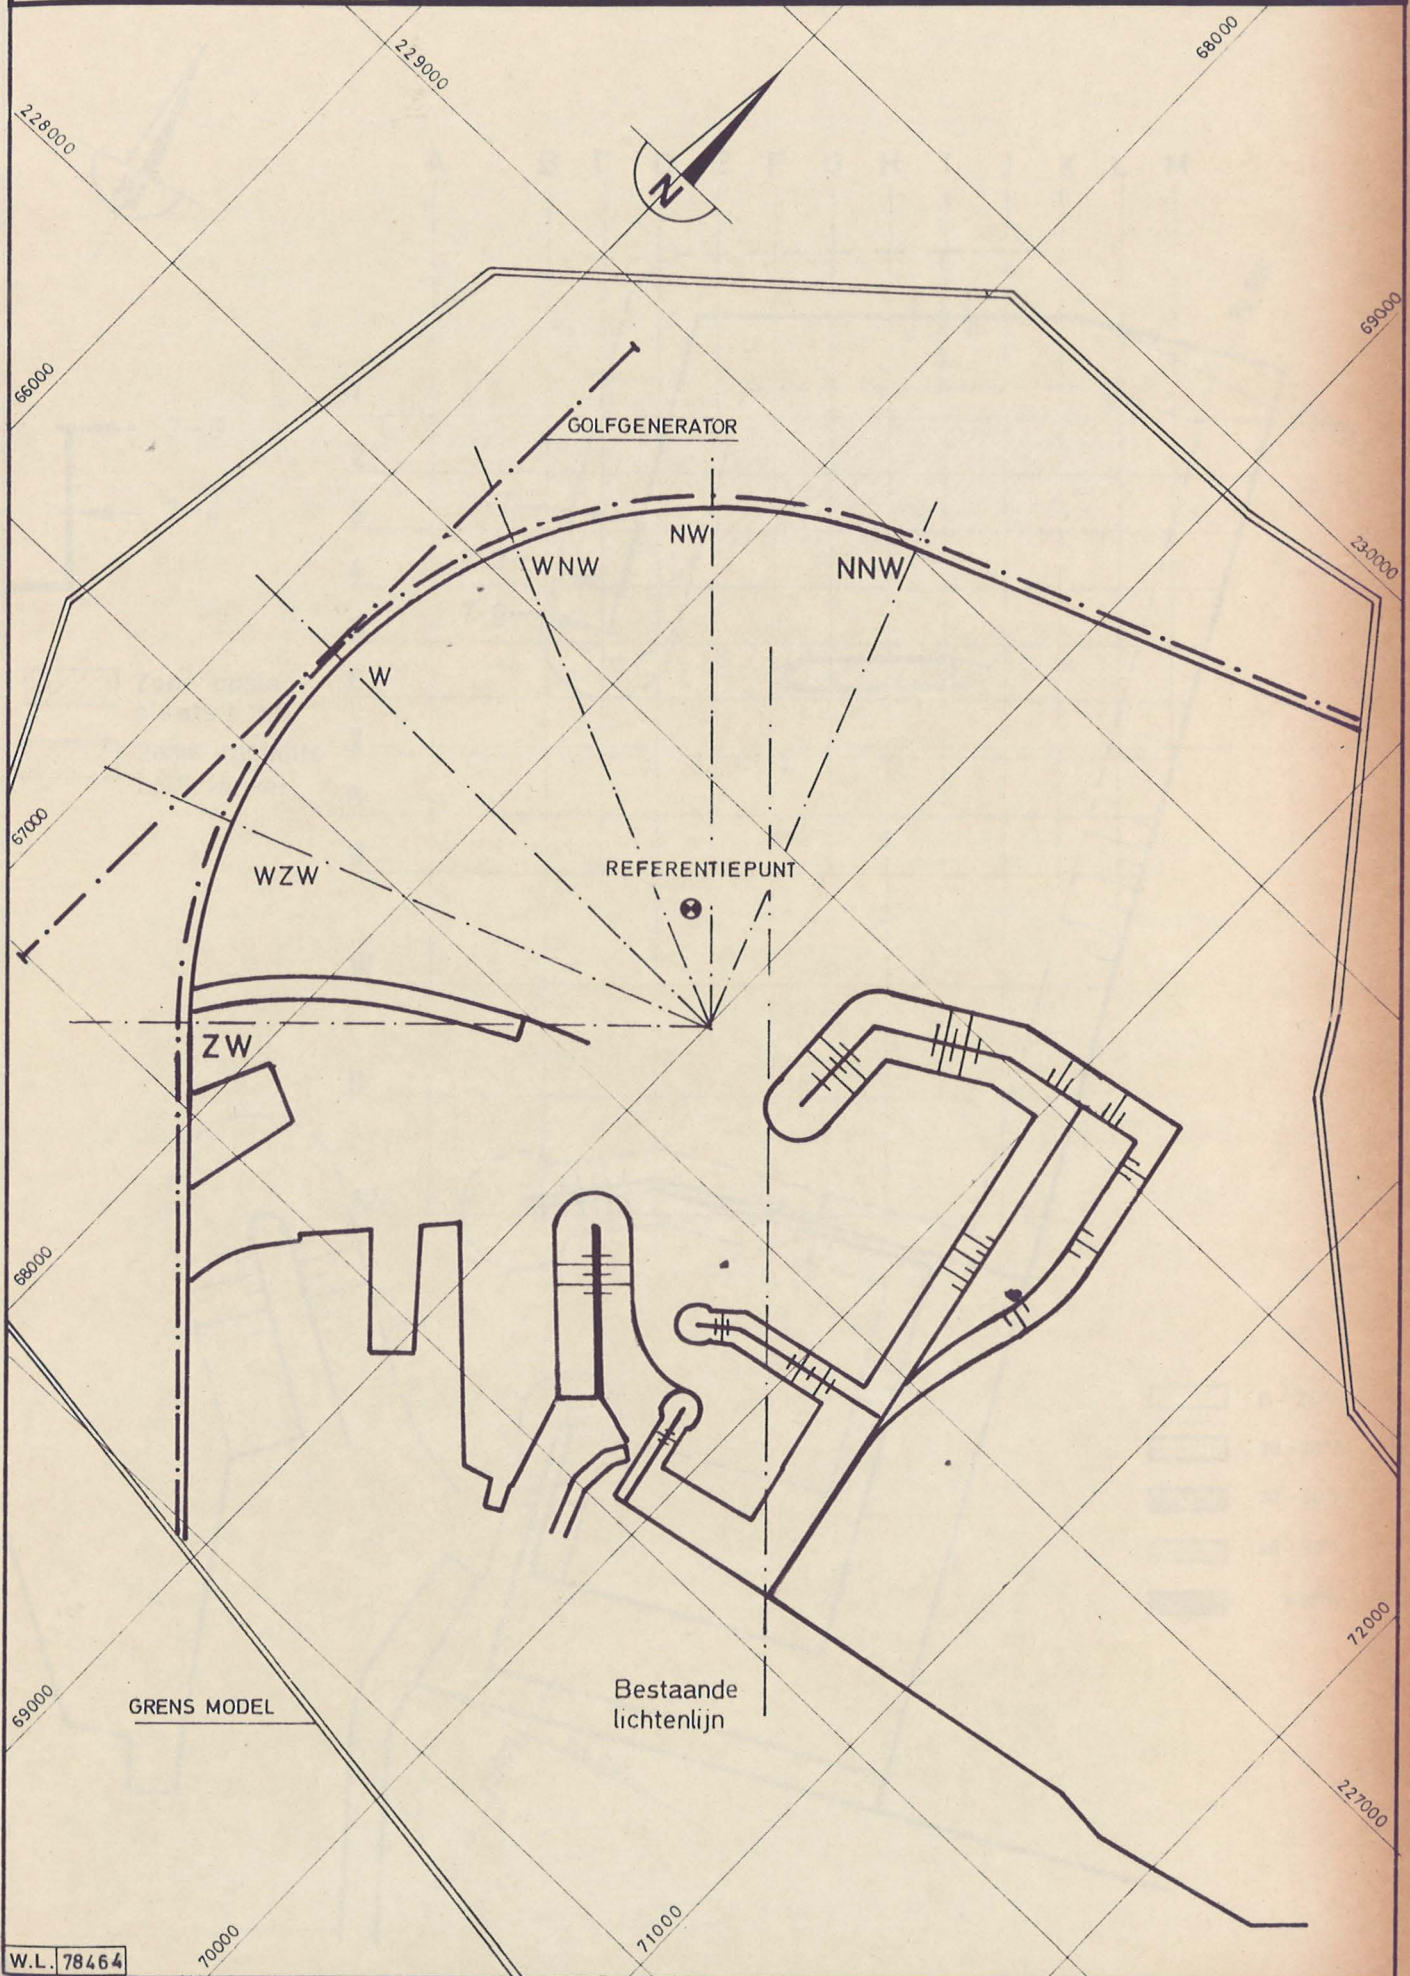 229000
68000
228000
N
69000
66000
GOLFGENERATOR
NW
WNW
NNW
230000
W
67000
WZW
REFERENTIEPUNT
ZW
68000
72000
Bestaande
lichtenlijn
69000
GRENS MODEL
227000
70000
71000
W.L. 78464